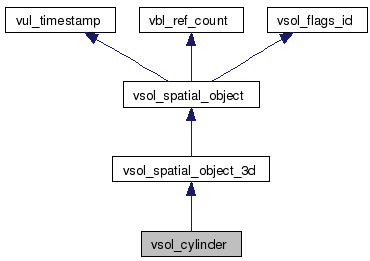 vul_timestamp vbl_ref_count vsol_flags_id
vsol_spatial_object
vsol_spatial_object_3d
vsol_cylinder